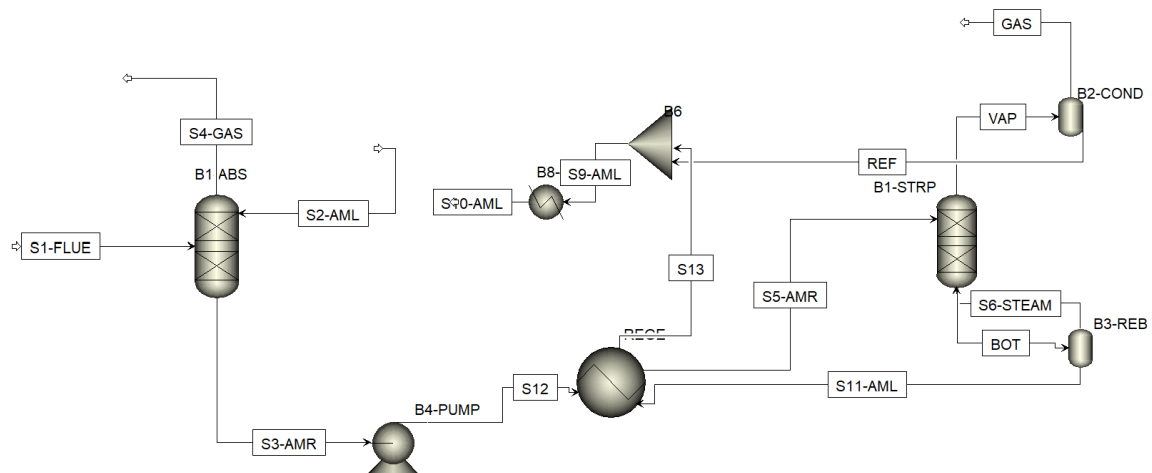 GAS
B2-COND
VAP
B6
S4-GAS
REF
B1
ABS
B8-
S9-AML
B1-STRP
S2-AML
S1-FLUE
S13
S5-AMR
S6-STEAM
B3-REB
BOT
S12
S11-AML
B4-PUMP
S3-AMR